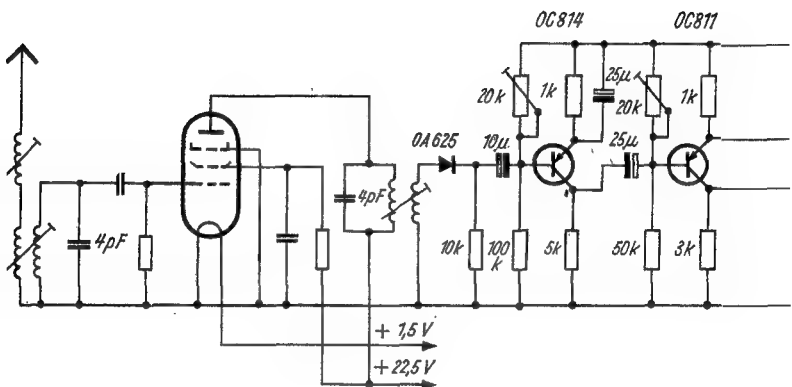 OC814 OC811
20k
1k
25µ
20k
1k
OA625
10µ
25µ
4pF
4pF
10k
100
k
5k
50k
3k
+ 1,5 V
+ 22,5 V